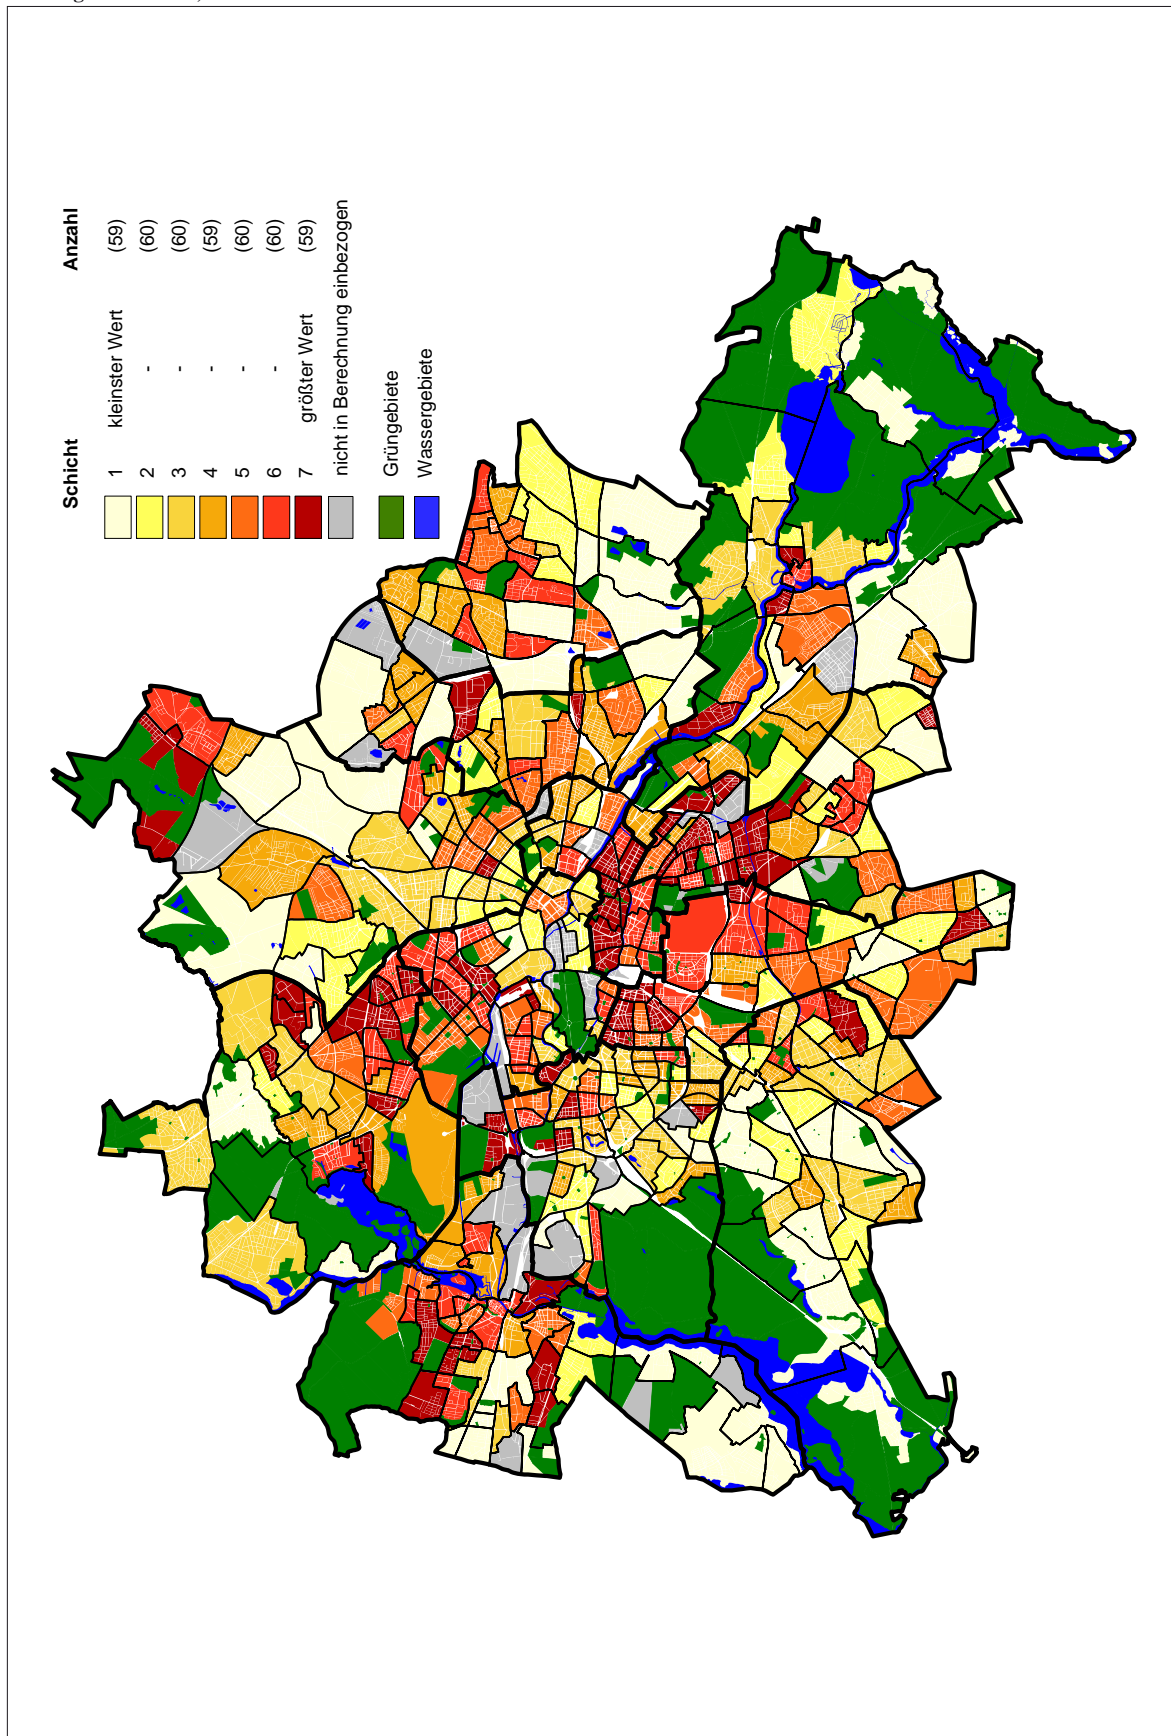 Schicht Anzahl
1 kleinster Wert (59)
2 - (60)
3 - (60)
4 - (59)
5 - (60)
6 - (60)
7 größter Wert (59)
nicht in Berechnung einbezogen
Grüngebiete
Wassergebiete